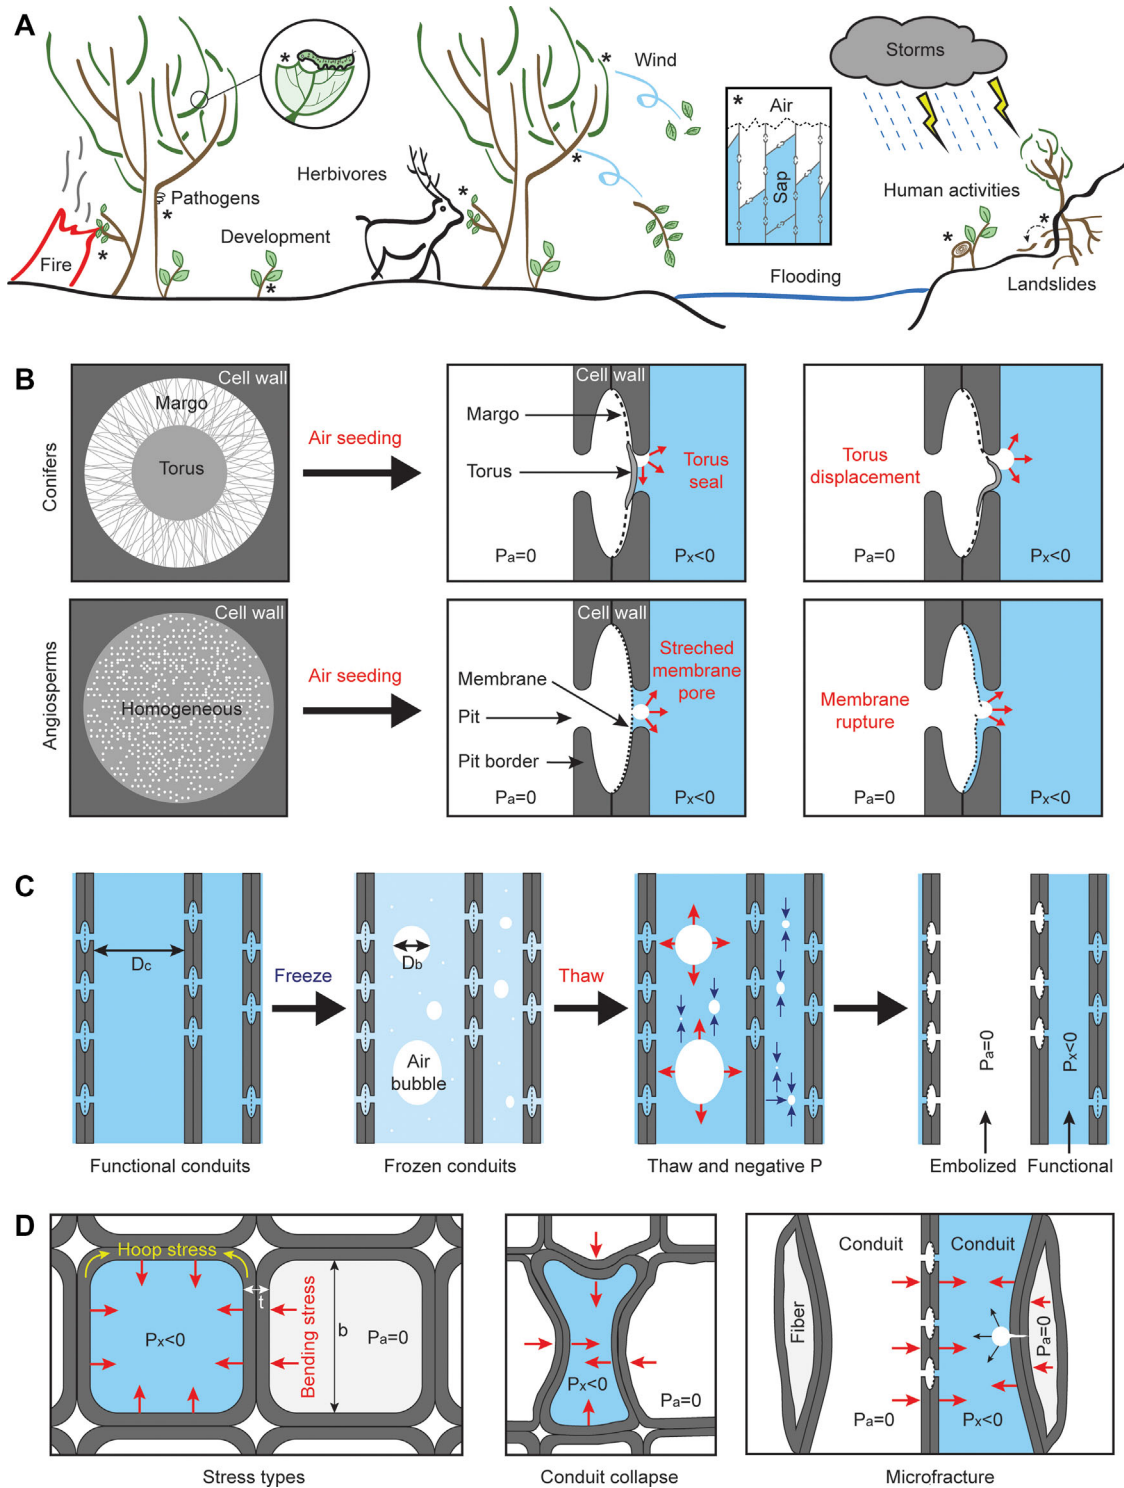 A
*
Wind
Storms
*
Air
Sap
Herbivores
Pathogens
*
Human activities
Development
*
Fire
*
*
*
*
*
*
Flooding
Landslides
B
Conifers
Cell wall
Margo
Torus
Air seeding
Cell wall
Margo
Torus
Torus
seal
Pa=0
Px<0
Torus
displacement
Pa=0
Px<0
Angiosperms
Cell wall
Homogeneous
Air seeding
Cell wall
Membrane
Pit
Pit border
Streched
membrane
pore
Pa=0
Px<0
Membrane
rupture
Pa=0
Px<0
C
Dc
Freeze
Db
Air
bubble
Thaw
Pa=0
Px<0
Functional conduits
Frozen conduits
Thaw and negative P
Embolized
Functional
D
Hoop stress
t
Px<0
Bending stress
b
Pa=0
Px<0
Pa=0
Fiber
Conduit
Conduit
Pa=0
Pa=0
Px<0
Stress types
Conduit collapse
Microfracture